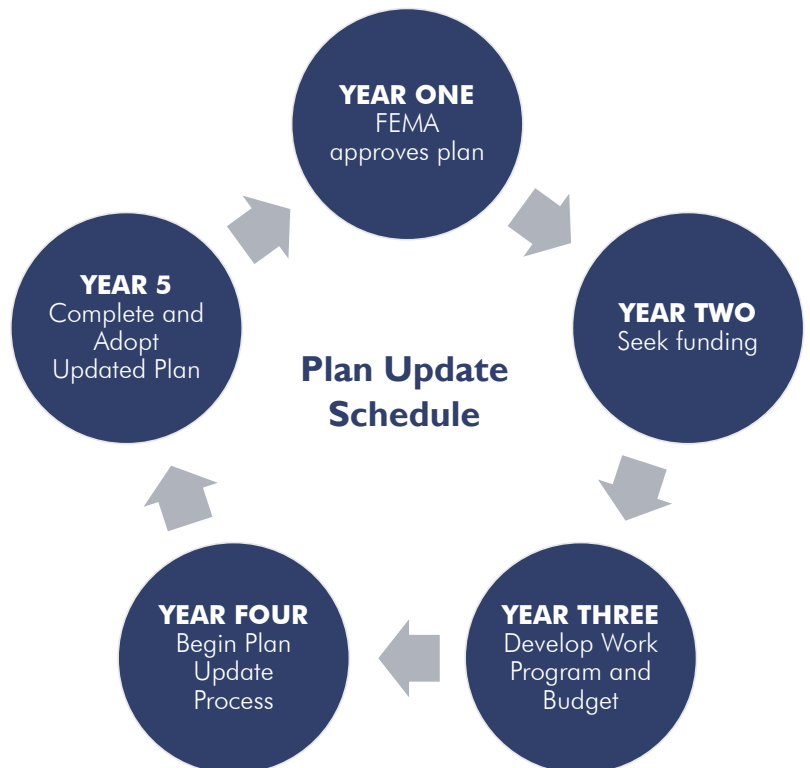 YEAR ONE
FEMA
approves plan
YEAR TWO
Seek funding
YEAR THREE
Develop Work
Program and
Budget
YEAR FOUR
Begin Plan
Update
Process
YEAR 5
Complete and
Adopt
Updated Plan
Plan Update
Schedule